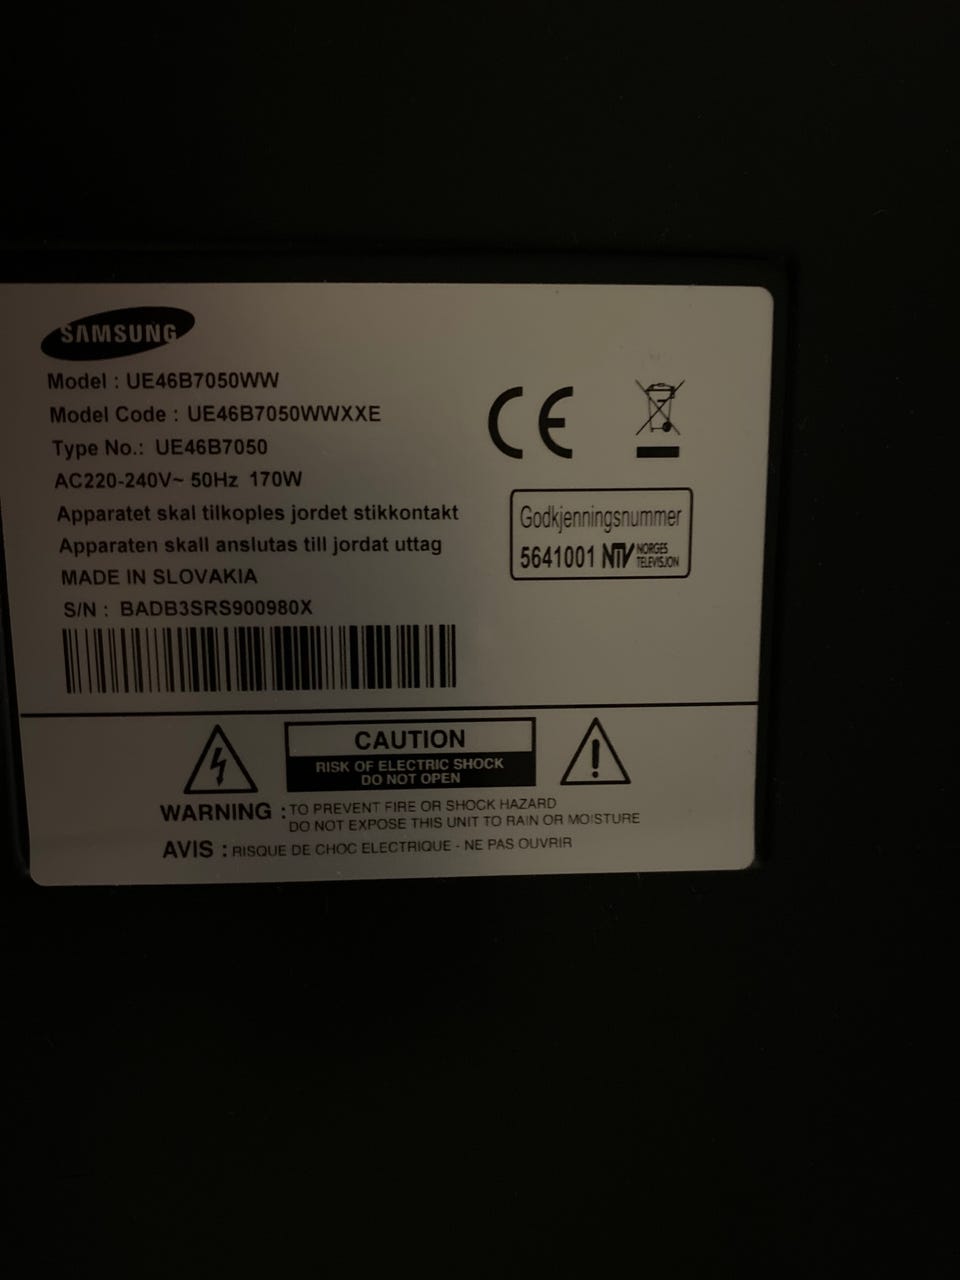 SAMSUNG
Model : UE46B7050WW
Model Code : UE46B7050WWXXE
Type No.: UE46B7050
AC220-240V~ 50Hz 170W
Apparatet skal tilkoples jordet stikkontakt
Apparaten skall anslutas till jordat uttag
MADE IN SLOVAKIA
S/N : BADB3SRS900980X
CE
Godkjenningsnummer
5641001 NTV NORGES
TELEVISJON
CAUTION
RISK OF ELECTRIC SHOCK
DO NOT OPEN
WARNING : TO PREVENT FIRE OR SHOCK HAZARD
DO NOT EXPOSE THIS UNIT TO RAIN OR MOISTURE
AVIS : RISQUE DE CHOC ELECTRIQUE - NE PAS OUVRIR